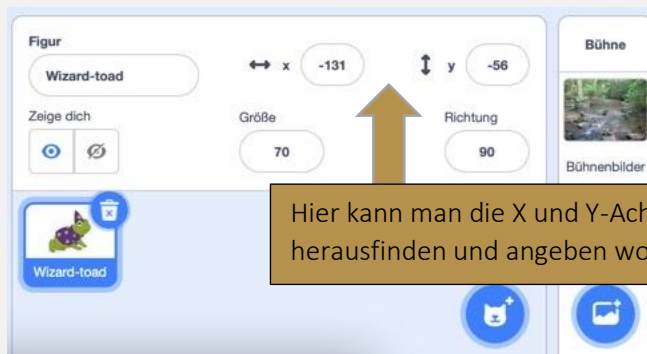 Figur
Wizard-toad
x -131
y -56
Bühne
Zeige dich
Größe
Richtung
70
90
Bühnenbilder
Hier kann man die X und Y-Ach
herausfinden und angeben wo
Wizard-toad